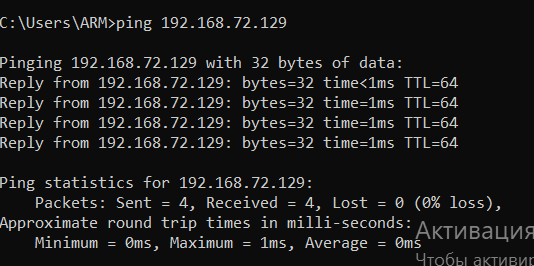 C:\Users\ARM>ping 192.168.72.129
Pinging 192.168.72.129 with 32 bytes of data:
Reply from 192.168.72.129: bytes=32 time<1ms TTL=64
Reply from 192.168.72.129: bytes=32 time=1ms TTL=64
Reply from 192.168.72.129: bytes=32 time=1ms TTL=64
Reply from 192.168.72.129: bytes=32 time=1ms TTL=64
Ping statistics for 192.168.72.129:
    Packets: Sent = 4, Received = 4, Lost = 0 (0% loss),
Approximate round trip times in milli-seconds:
    Minimum = 0ms, Maximum = 1ms, Average = 0ms
Активация
Чтобы активир